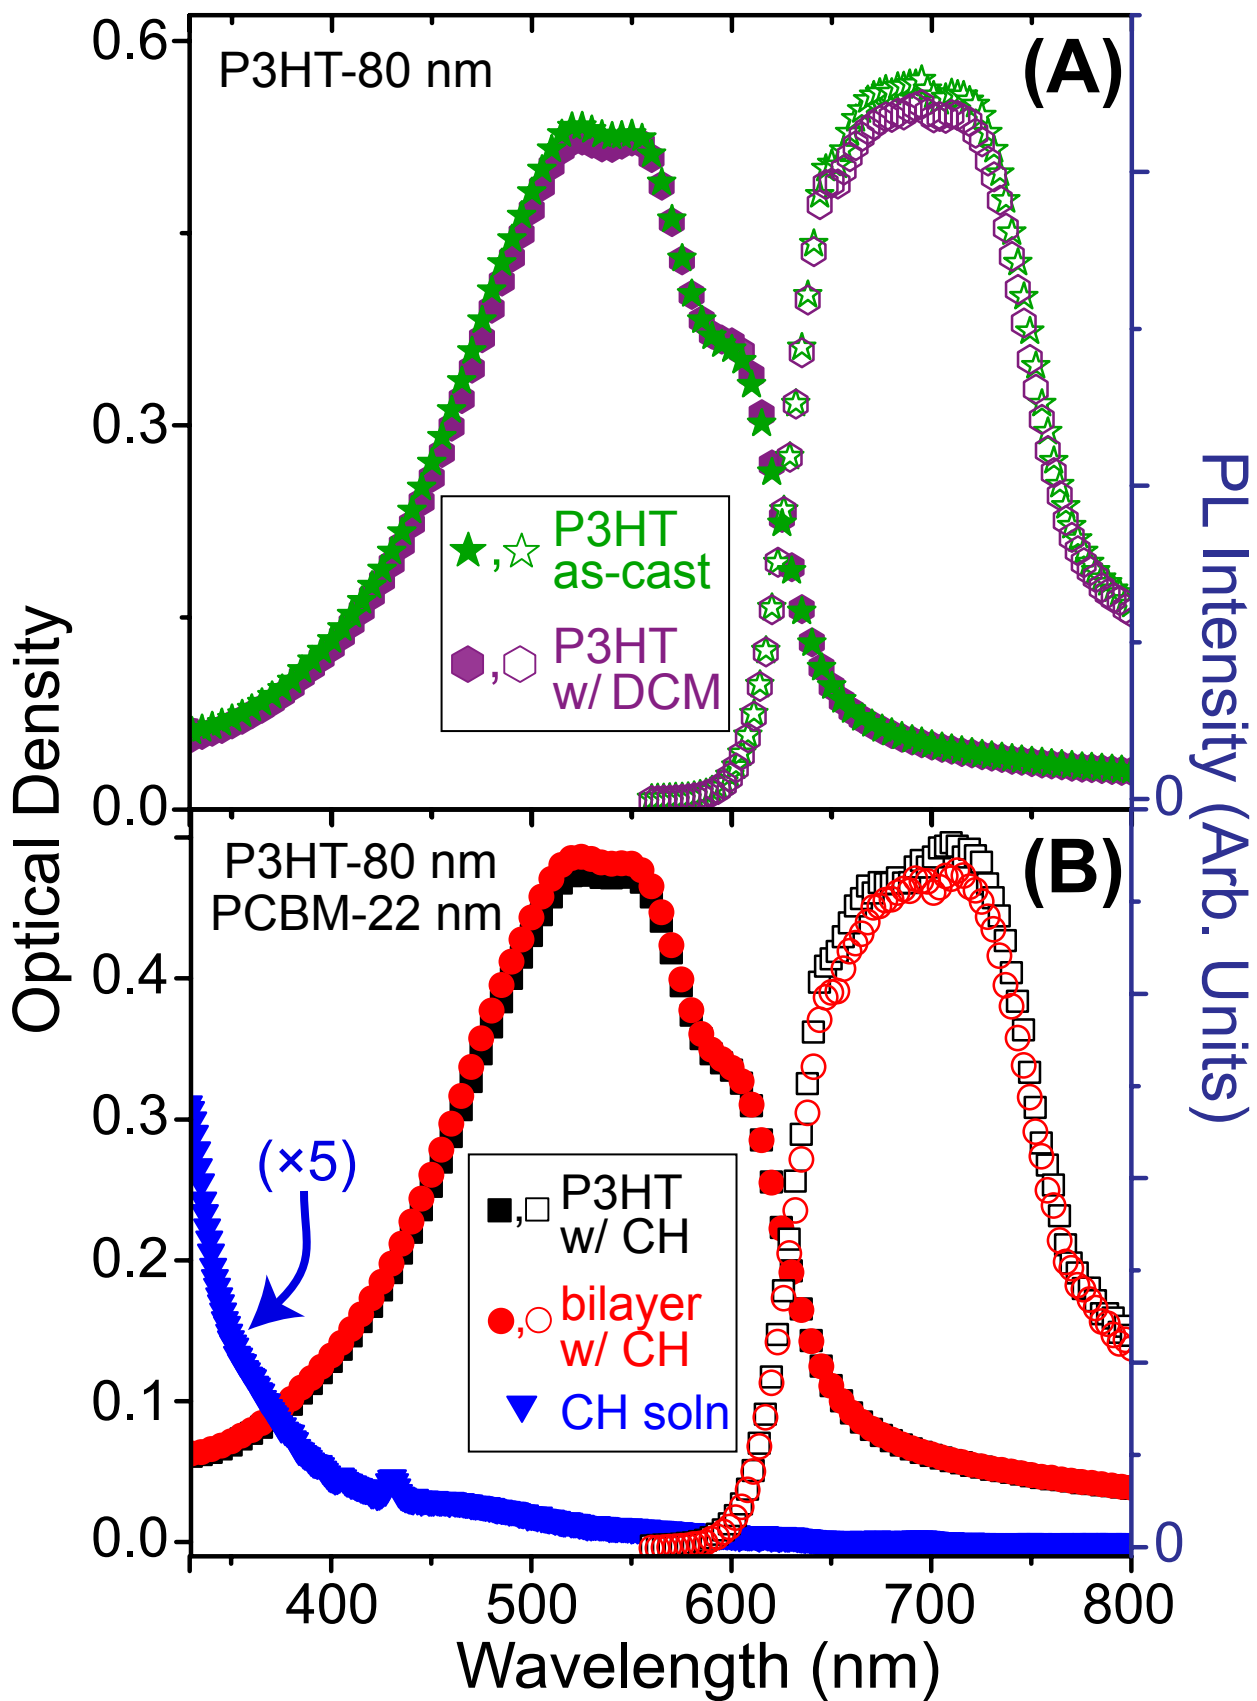 P3HT-80 nm
(A)
0.6
0.3
0.0
P3HT
as-cast
P3HT
w/ DCM
0
Optical Density
PL Intensity (Arb. Units)
P3HT-80 nm
PCBM-22 nm
(B)
0.4
0.3
0.2
0.1
0.0
(×5)
P3HT
w/ CH
bilayer
w/ CH
CH soln
0
400 500 600 700 800
Wavelength (nm)